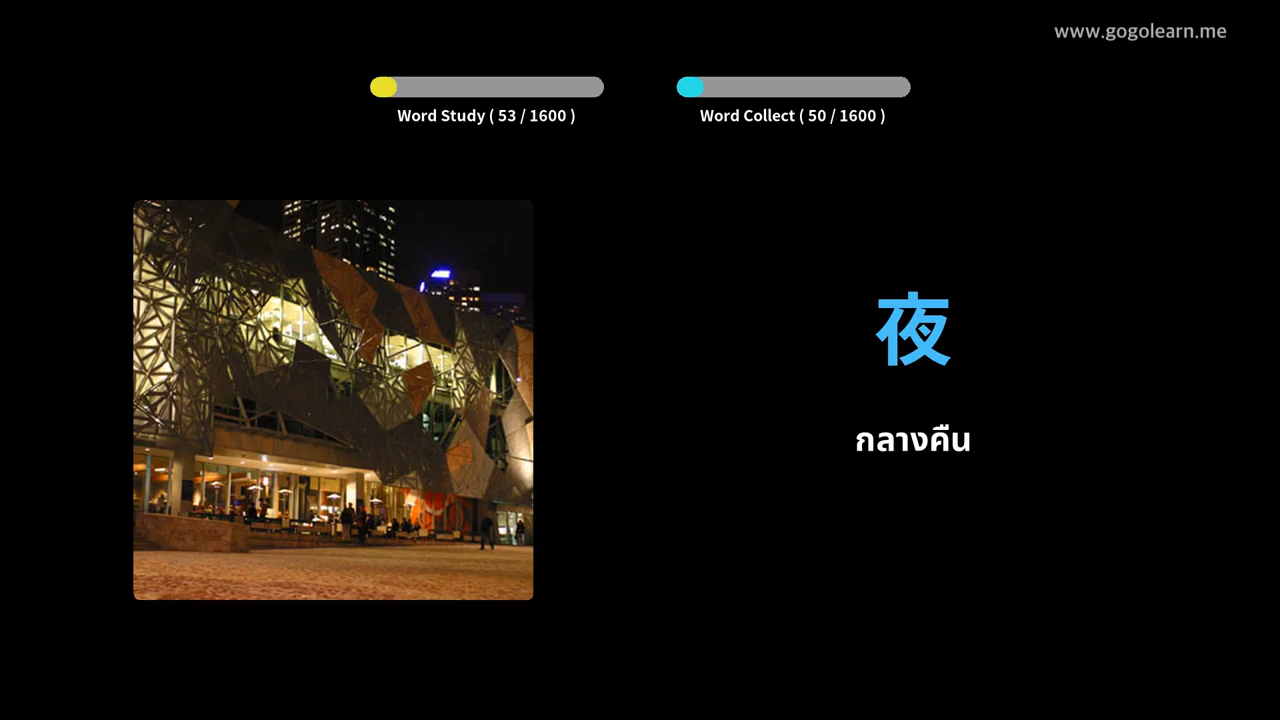 www.gogolearn.me
Word Study ( 53 / 1600 )
Word Collect ( 50 / 1600 )
夜
กลางคืน